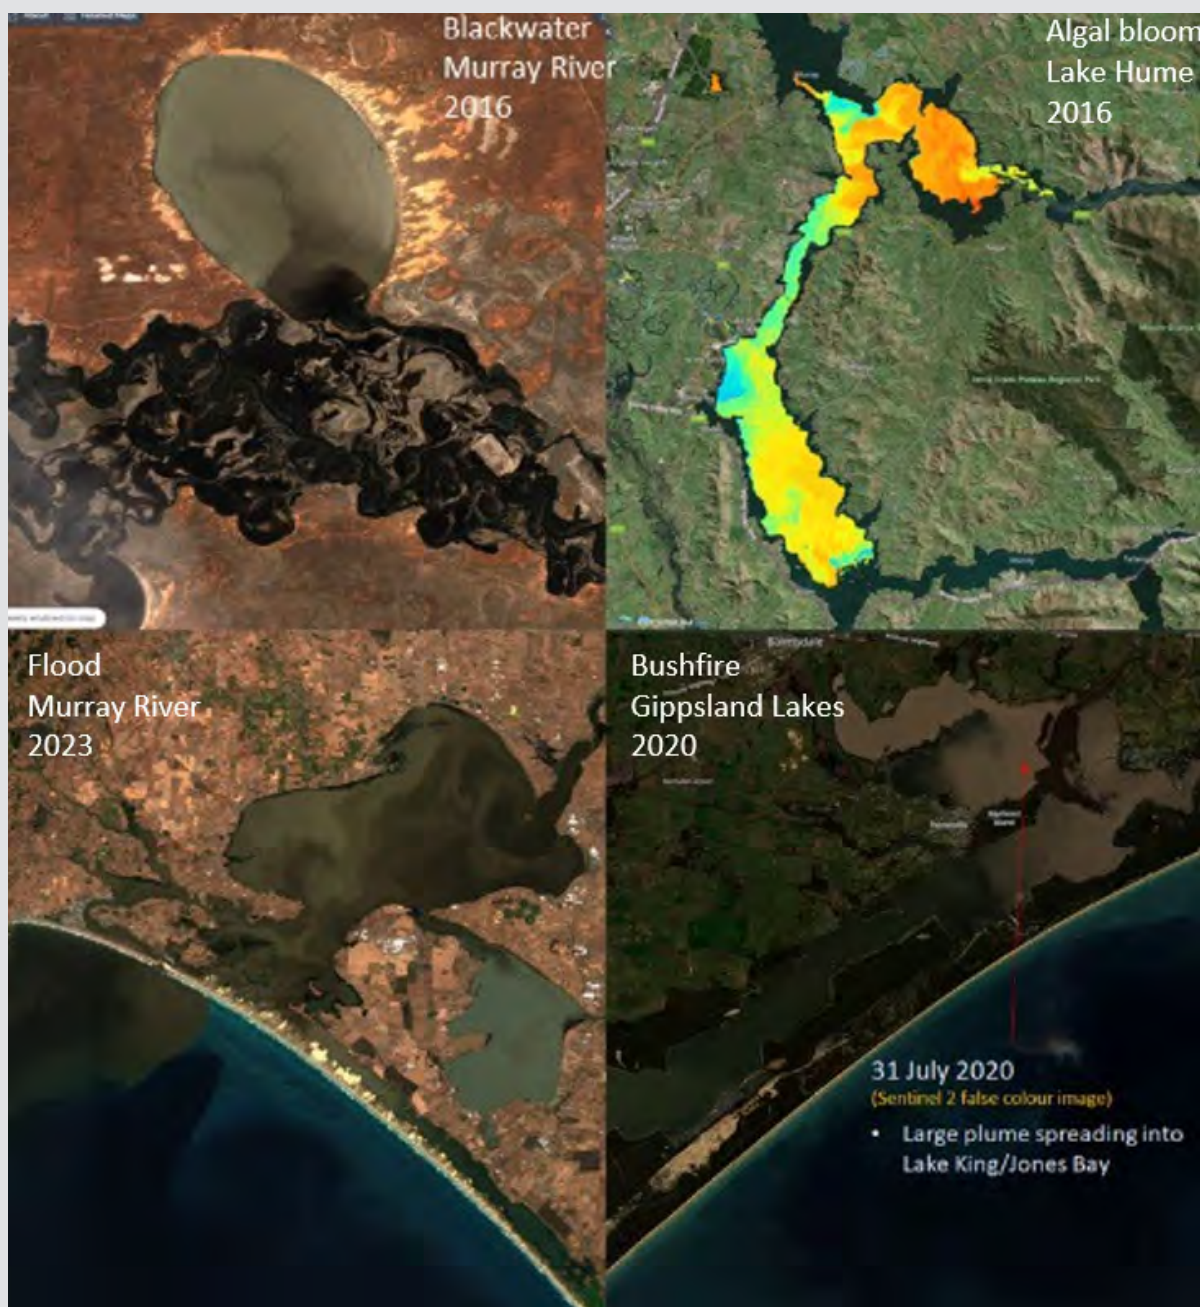 Blackwater
Murray River
2016
Algal bloom
Lake Hume
2016
Flood
Murray River
2023
Bushfire
Gippsland Lakes
2020
Bairnsdale
31 July 2020
(Sentinel 2 false colour image)
• Large plume spreading into
Lake King/Jones Bay